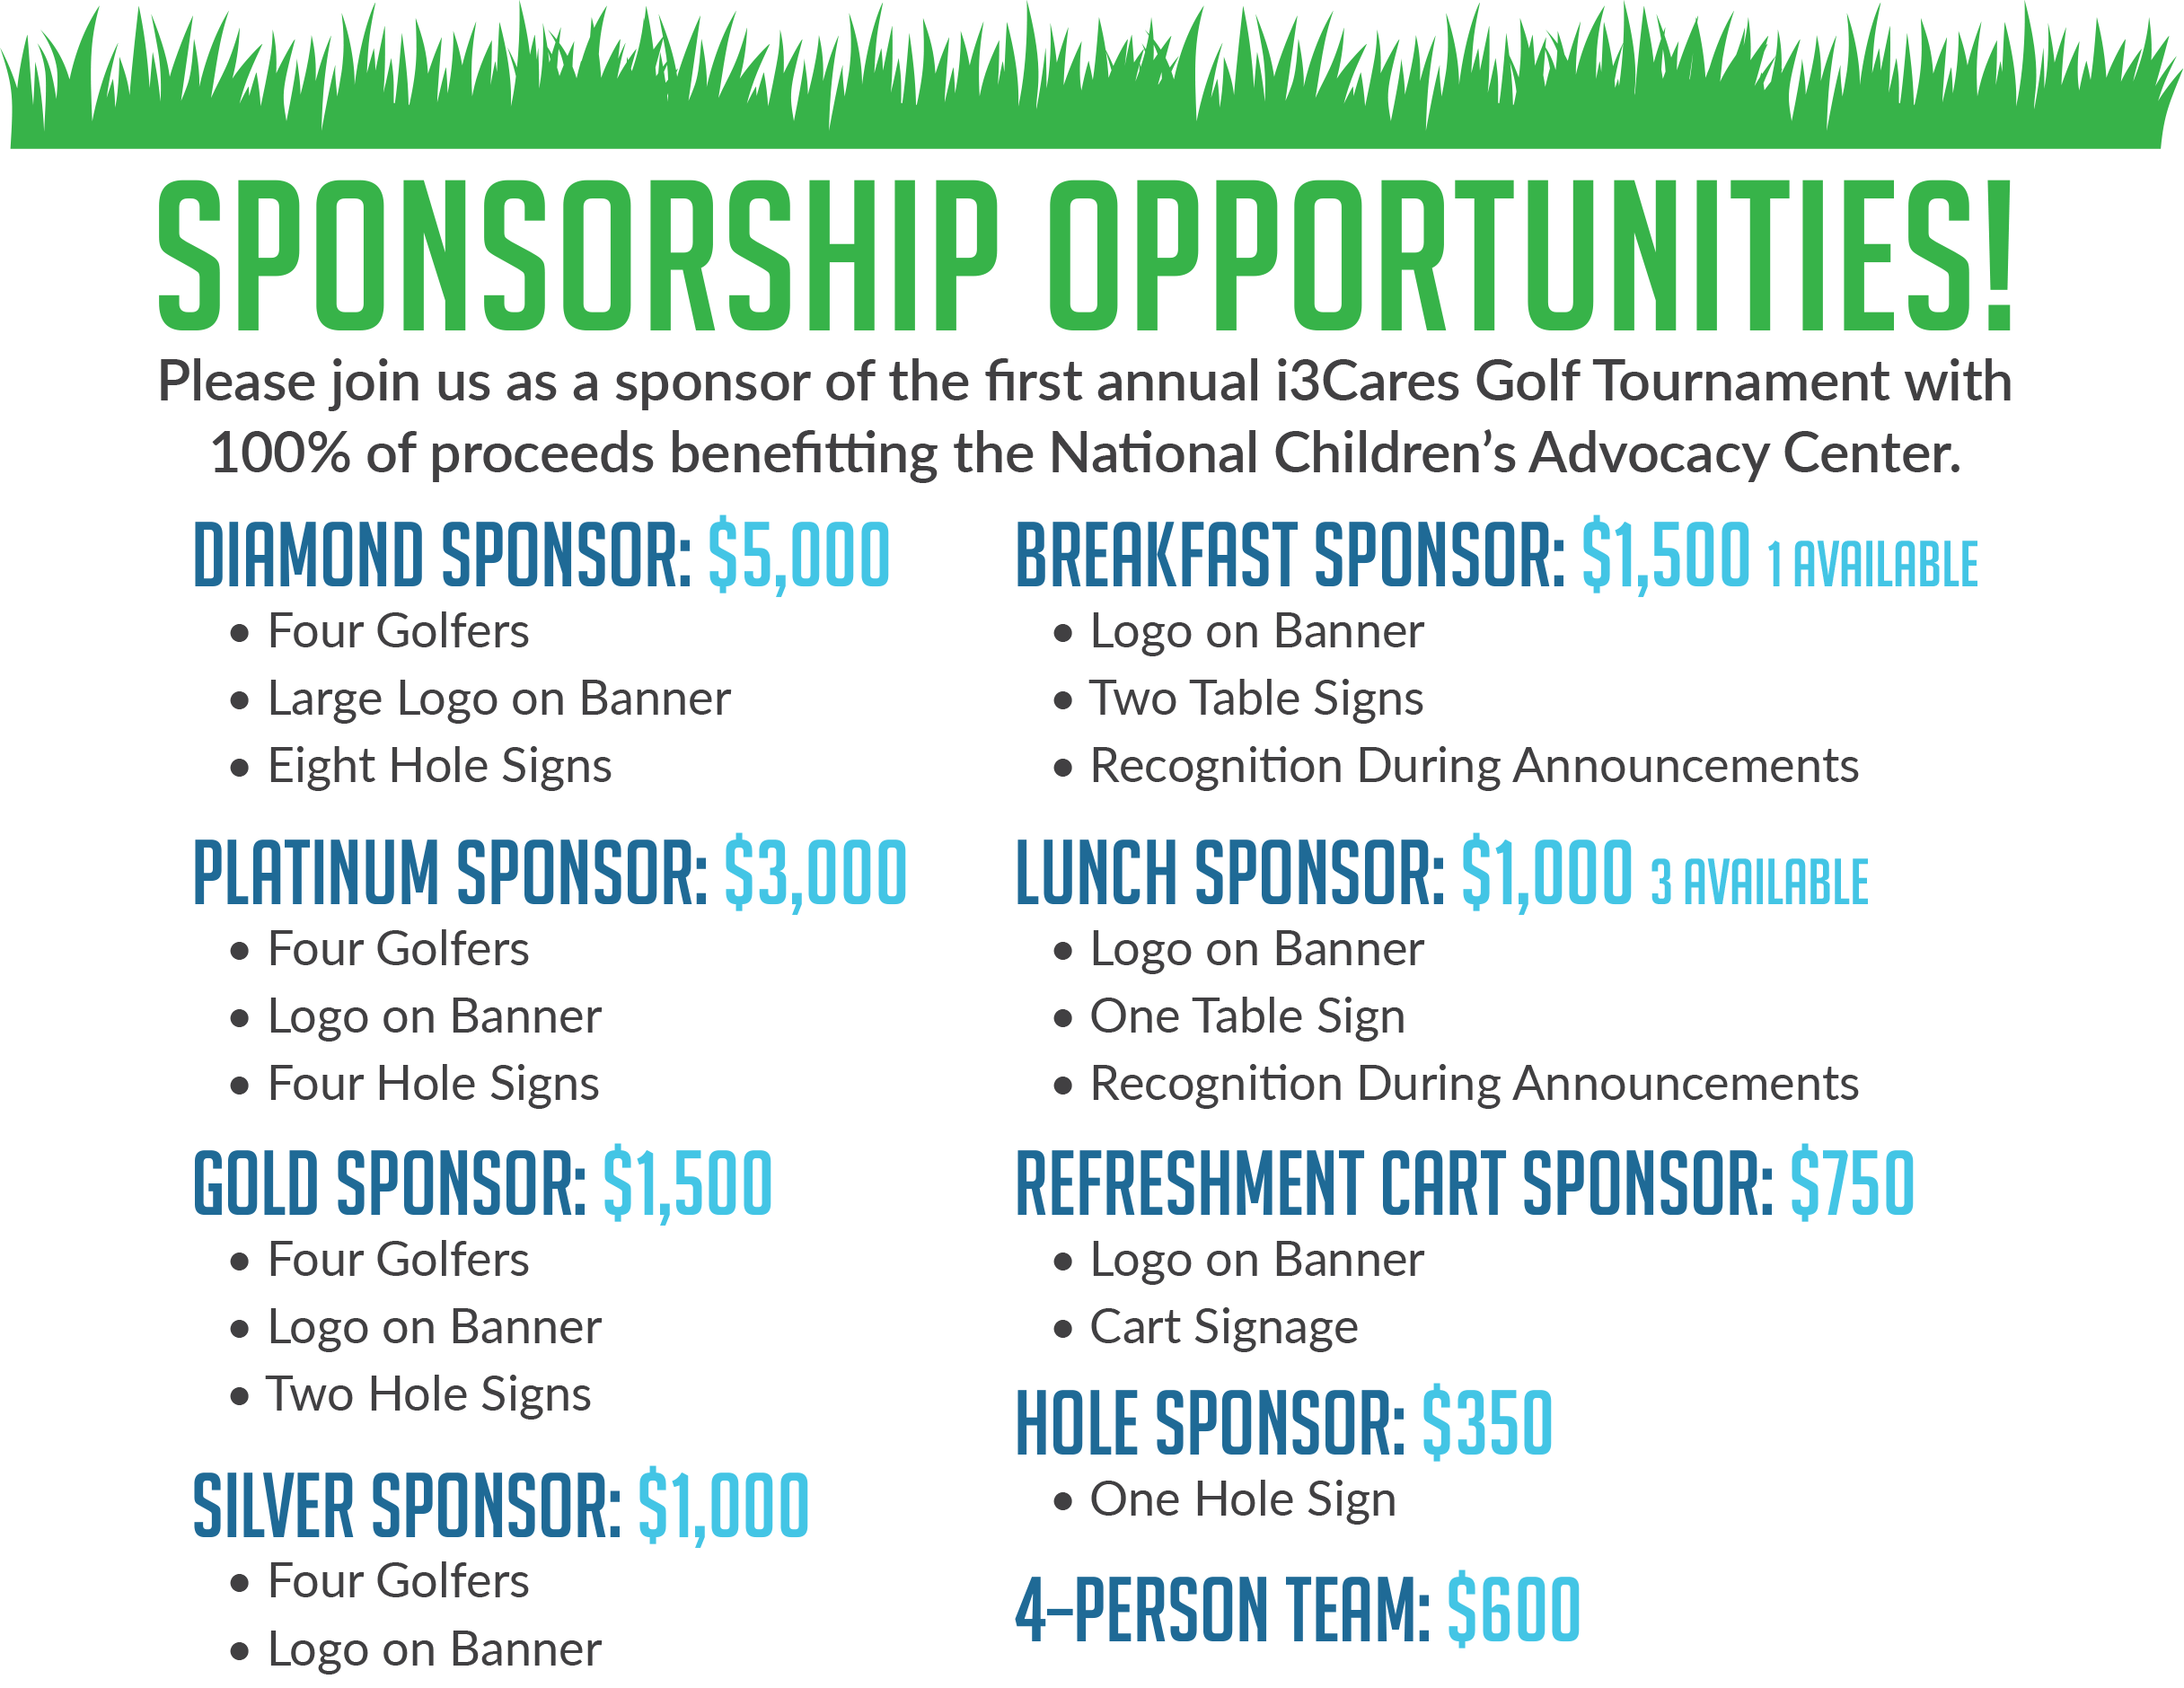 SPONSORSHIP OPPORTUNITIES!
Please join us as a sponsor of the first annual i3Cares Golf Tournament with
100% of proceeds benefitting the National Children’s Advocacy Center.
DIAMOND SPONSOR: $5,000
• Four Golfers
• Large Logo on Banner
• Eight Hole Signs
PLATINUM SPONSOR: $3,000
• Four Golfers
• Logo on Banner
• Four Hole Signs
GOLD SPONSOR: $1,500
• Four Golfers
• Logo on Banner
• Two Hole Signs
SILVER SPONSOR: $1,000
• Four Golfers
• Logo on Banner
BREAKFAST SPONSOR: $1,500 1 AVAILABLE
• Logo on Banner
• Two Table Signs
• Recognition During Announcements
LUNCH SPONSOR: $1,000 3 AVAILABLE
• Logo on Banner
• One Table Sign
• Recognition During Announcements
REFRESHMENT CART SPONSOR: $750
• Logo on Banner
• Cart Signage
HOLE SPONSOR: $350
• One Hole Sign
4–PERSON TEAM: $600